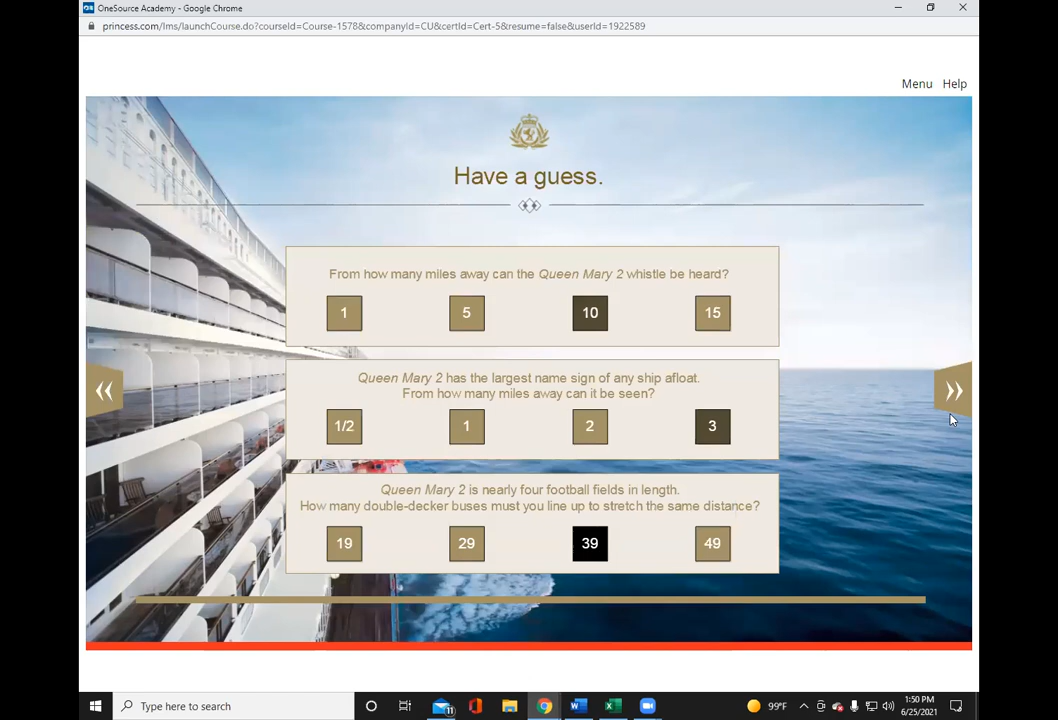 OneSource Academy - Google Chrome
princess.com/lms/launchCourse.do?courseId=Course-1578&companyId=CU&certId=Cert-5&resume=false&userId=1922589
Menu Help
Have a guess.
From how many miles away can the Queen Mary 2 whistle be heard?
1 5 10 15
Queen Mary 2 has the largest name sign of any ship afloat.
From how many miles away can it be seen?
1/2 1 2 3
Queen Mary 2 is nearly four football fields in length.
How many double-decker buses must you line up to stretch the same distance?
19 29 39 49
Type here to search
11
99°F
1:50 PM
6/25/2021